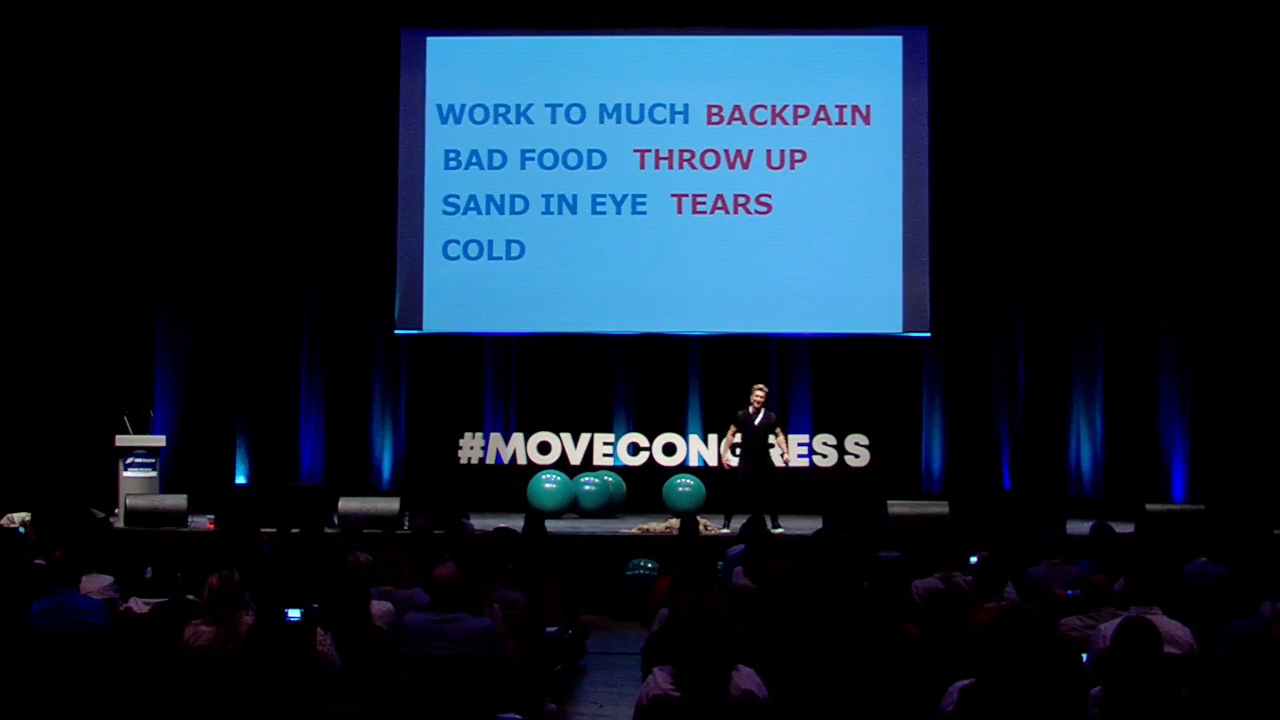 WORK TO MUCH BACKPAIN
BAD FOOD THROW UP
SAND IN EYE TEARS
COLD
#MOVECONGRESS